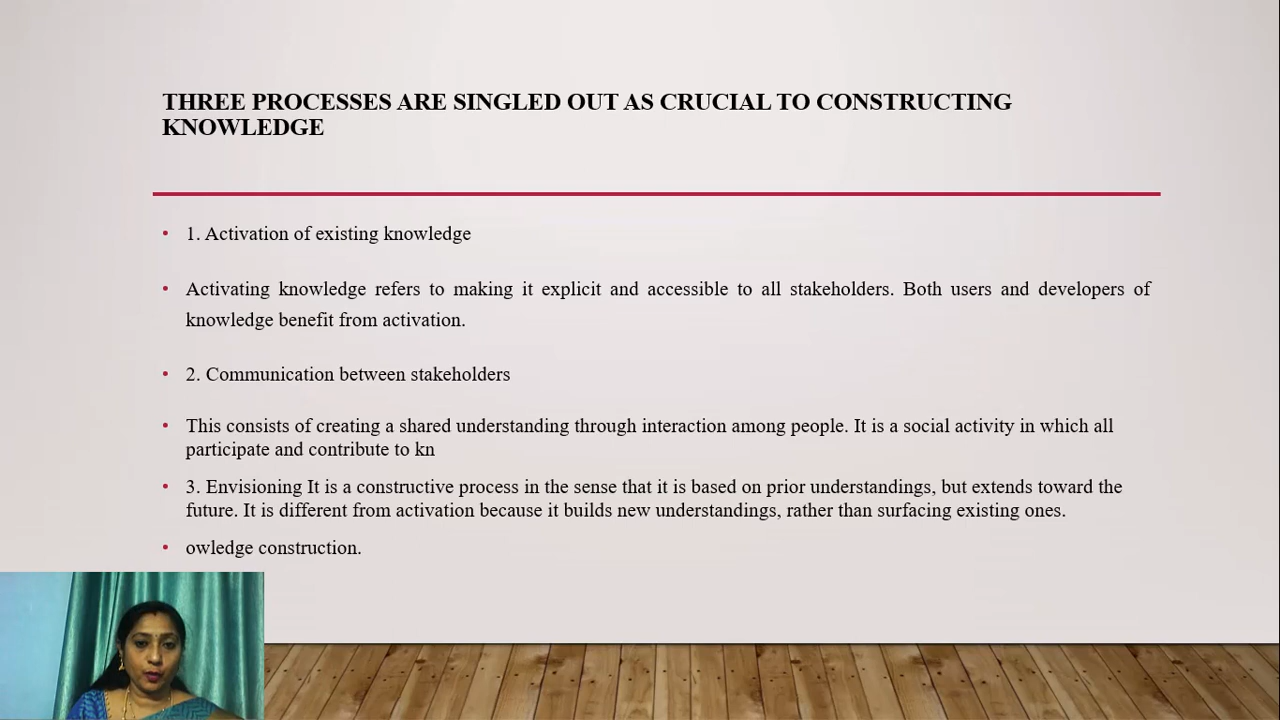 THREE PROCESSES ARE SINGLED OUT AS CRUCIAL TO CONSTRUCTING
KNOWLEDGE
• 1. Activation of existing knowledge
• Activating knowledge refers to making it explicit and accessible to all stakeholders. Both users and developers of
knowledge benefit from activation.
• 2. Communication between stakeholders
• This consists of creating a shared understanding through interaction among people. It is a social activity in which all
participate and contribute to kn
• 3. Envisioning It is a constructive process in the sense that it is based on prior understandings, but extends toward the
future. It is different from activation because it builds new understandings, rather than surfacing existing ones.
• owledge construction.